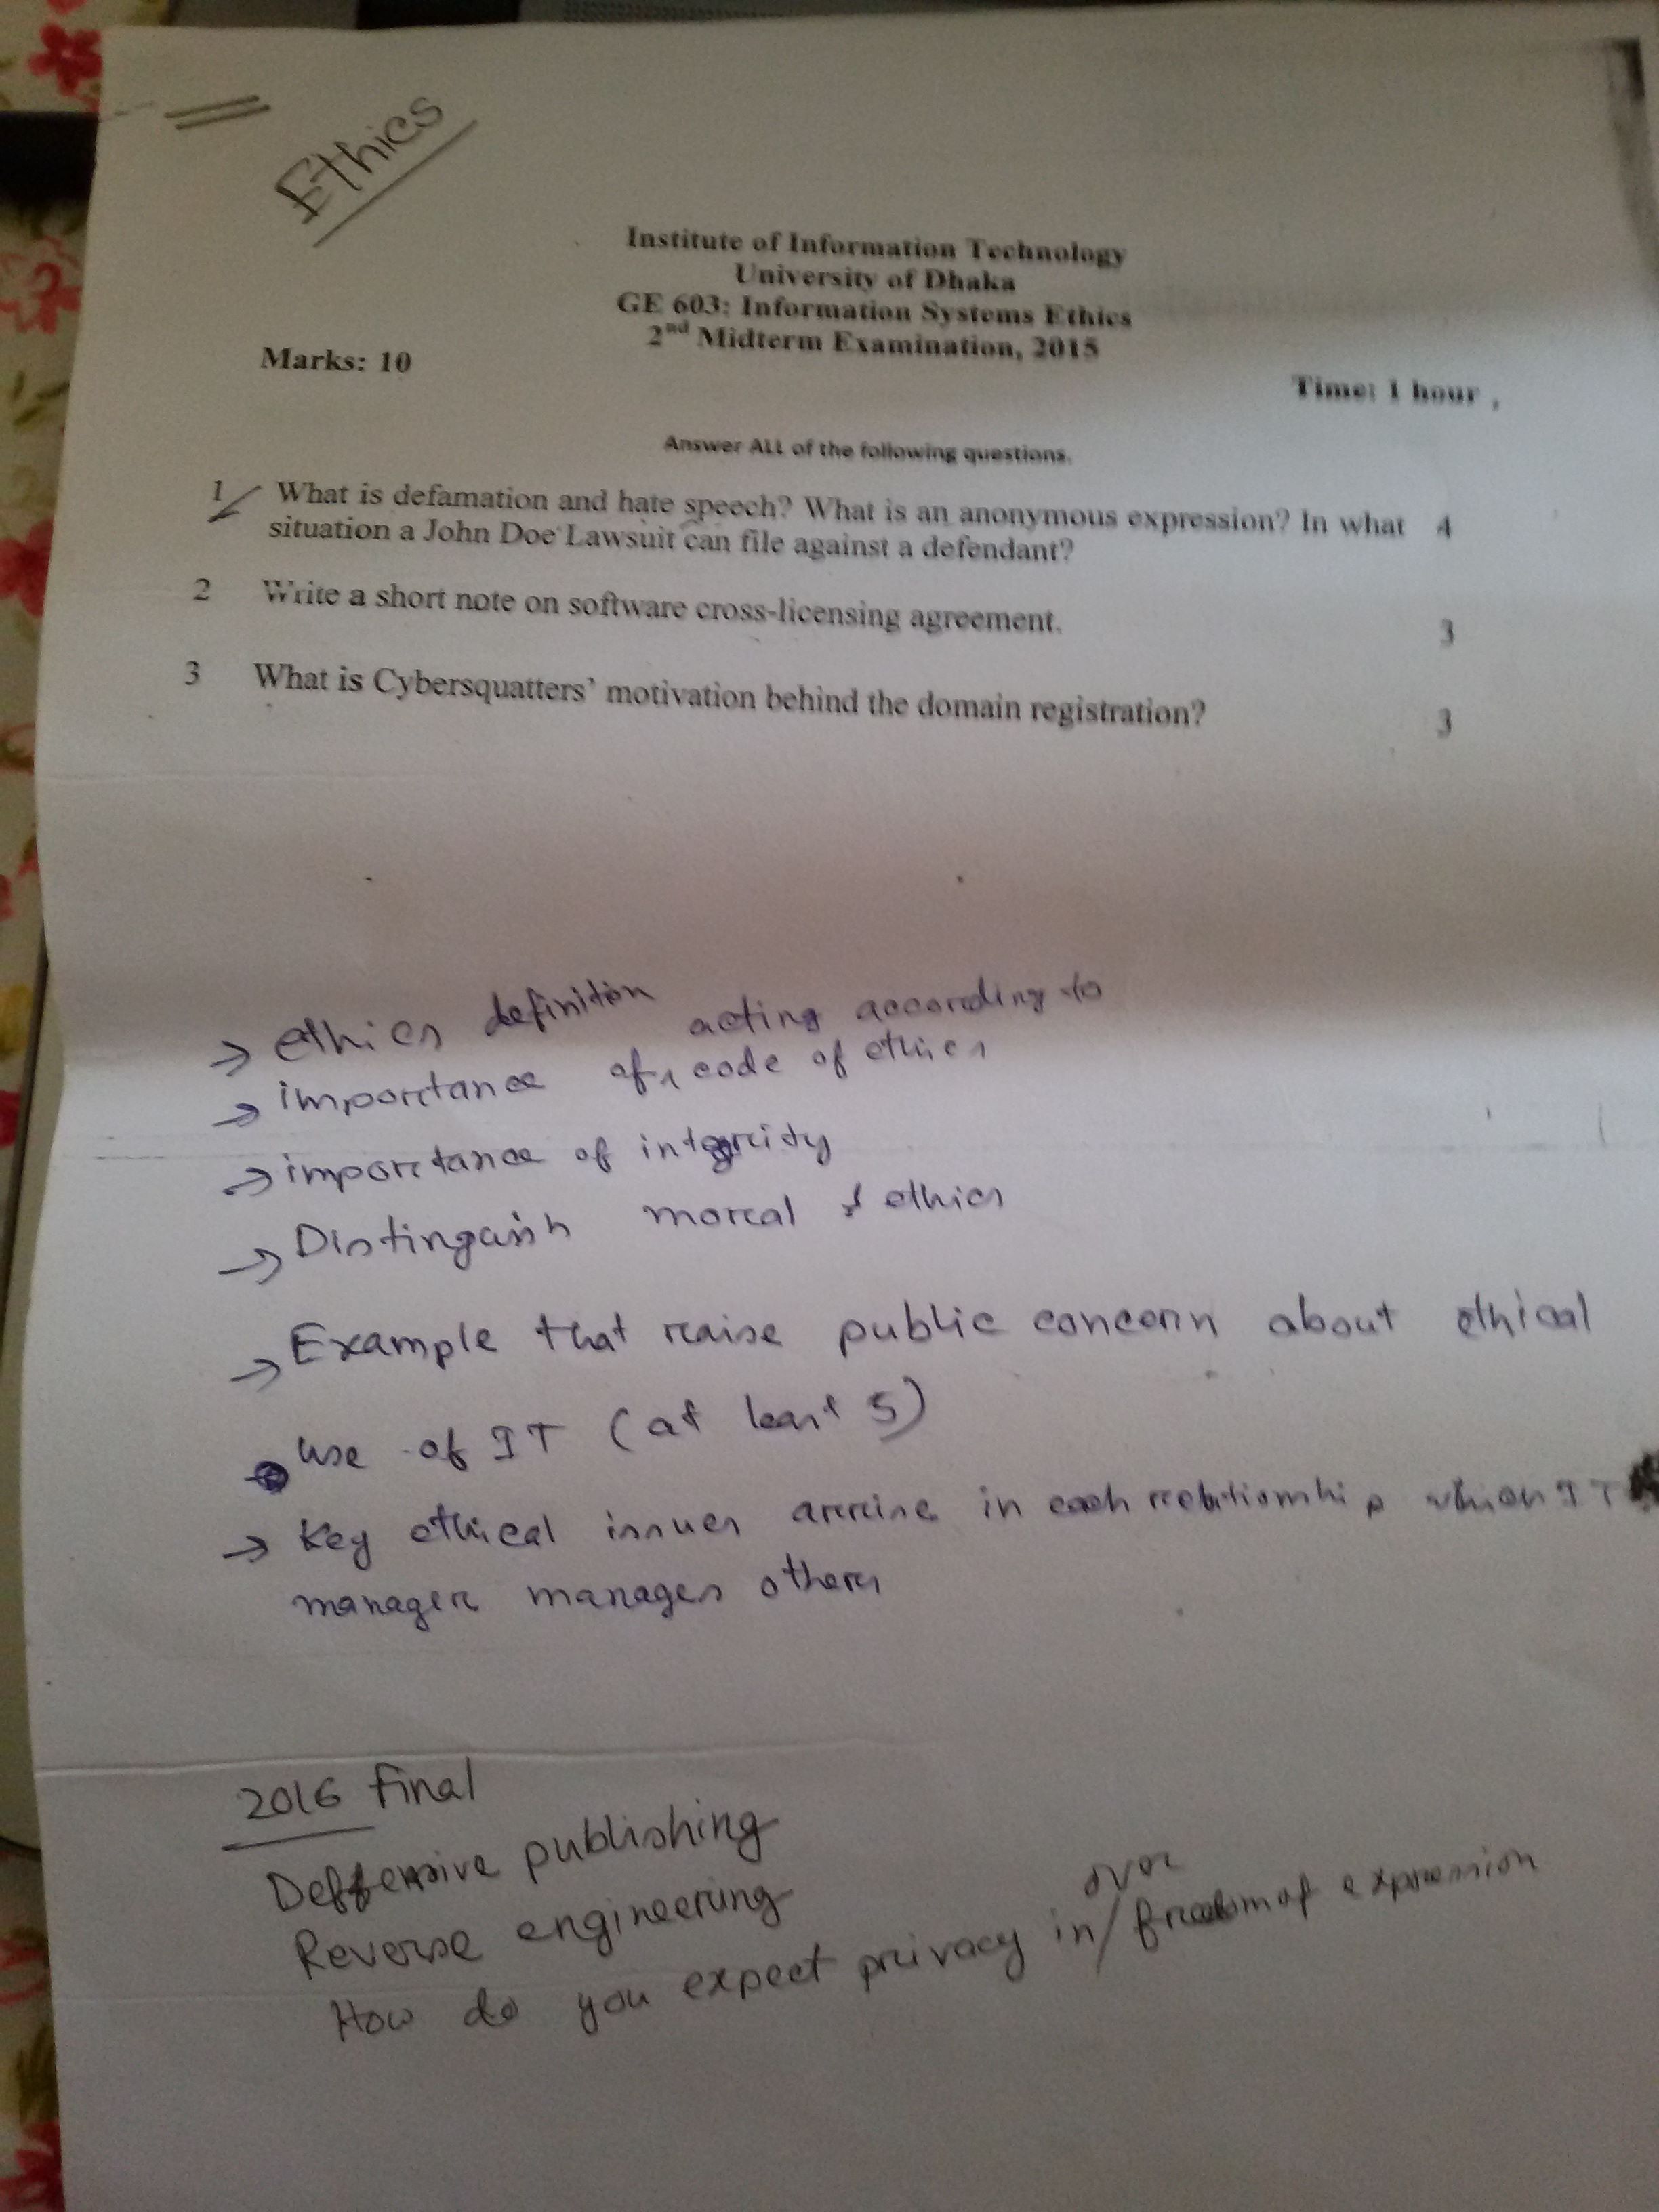 Ethics
Institute of Information Technology
University of Dhaka
GE 603: Information Systems Ethics
2nd Midterm Examination, 2015
Marks: 10
Time: 1 hour
Answer ALL of the following questions.
1 What is defamation and hate speech? What is an anonymous expression? In what 4
situation a John Doe Lawsuit can file against a defendant?
2 Write a short note on software cross-licensing agreement. 3
3 What is Cybersquatters' motivation behind the domain registration? 3
→ ethics definition
→ importance of acting according to code of ethics
→ importance of integrity
→ Distinguish moral & ethics
→ Example that raise public concern about ethical
use of IT (at least 5)
→ Key ethical issues arrise in each relationship which IT
manager manages others
2016 final
Deffensive publishing
Reverse engineering
How do you expect privacy in/over freedom of expression